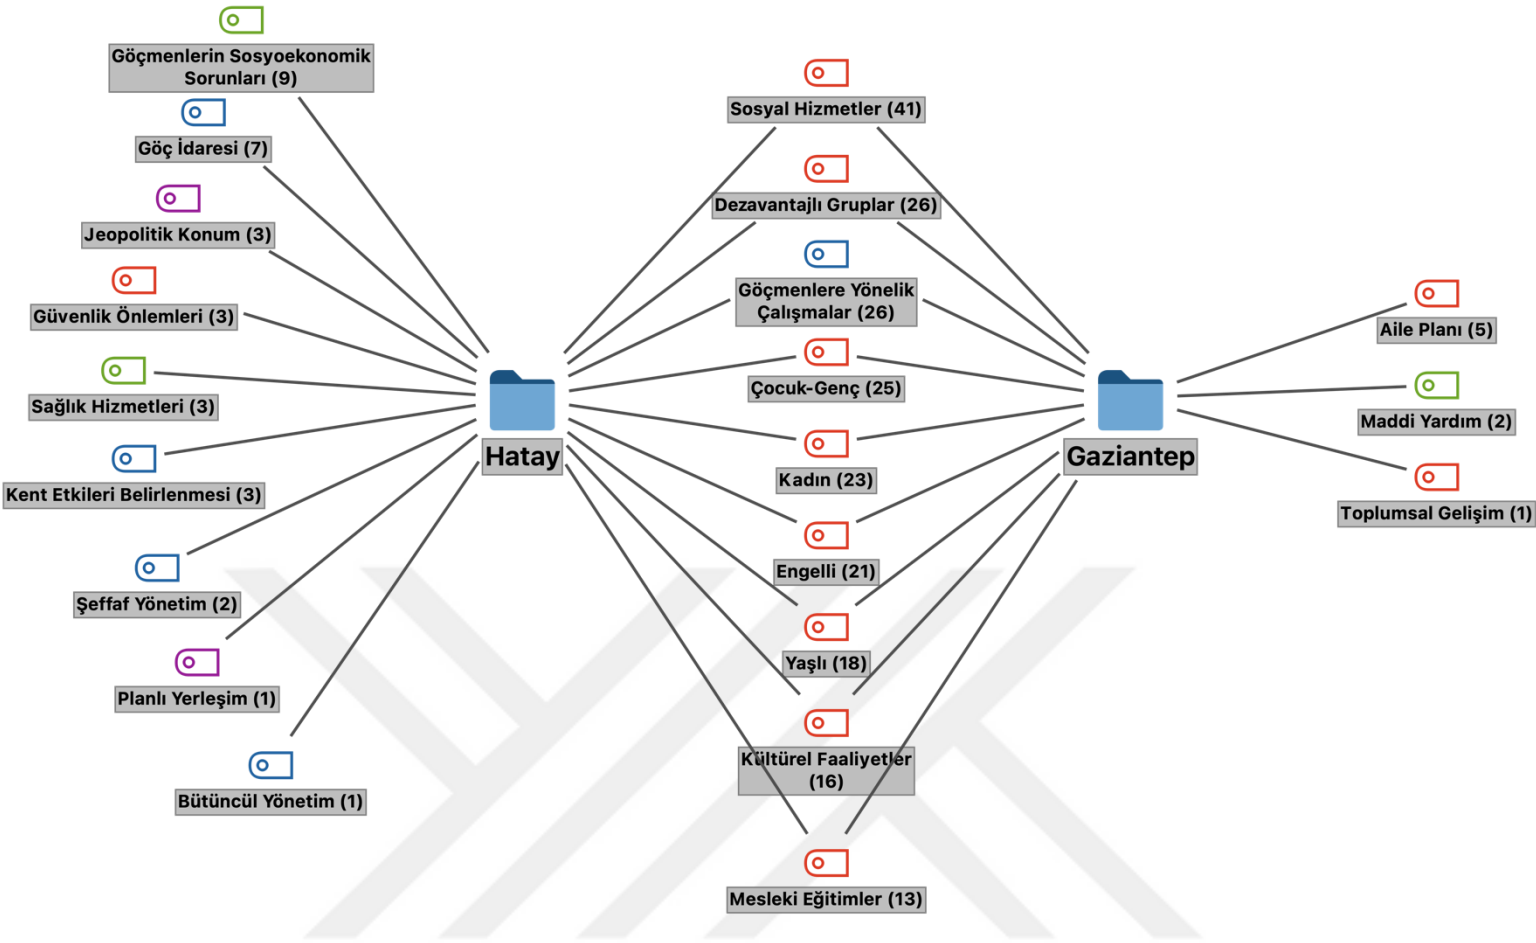 Göçmenlerin Sosyoekonomik
Sorunları (9)
Göç İdaresi (7)
Jeopolitik Konum (3)
Güvenlik Önlemleri (3)
Sağlık Hizmetleri (3)
Kent Etkileri Belirlenmesi (3)
Şeffaf Yönetim (2)
Planlı Yerleşim (1)
Bütüncül Yönetim (1)
Hatay
Sosyal Hizmetler (41)
Dezavantajlı Gruplar (26)
Göçmenlere Yönelik
Çalışmalar (26)
Çocuk-Genç (25)
Kadın (23)
Engelli (21)
Yaşlı (18)
Kültürel Faaliyetler
(16)
Mesleki Eğitimler (13)
Gaziantep
Aile Planı (5)
Maddi Yardım (2)
Toplumsal Gelişim (1)